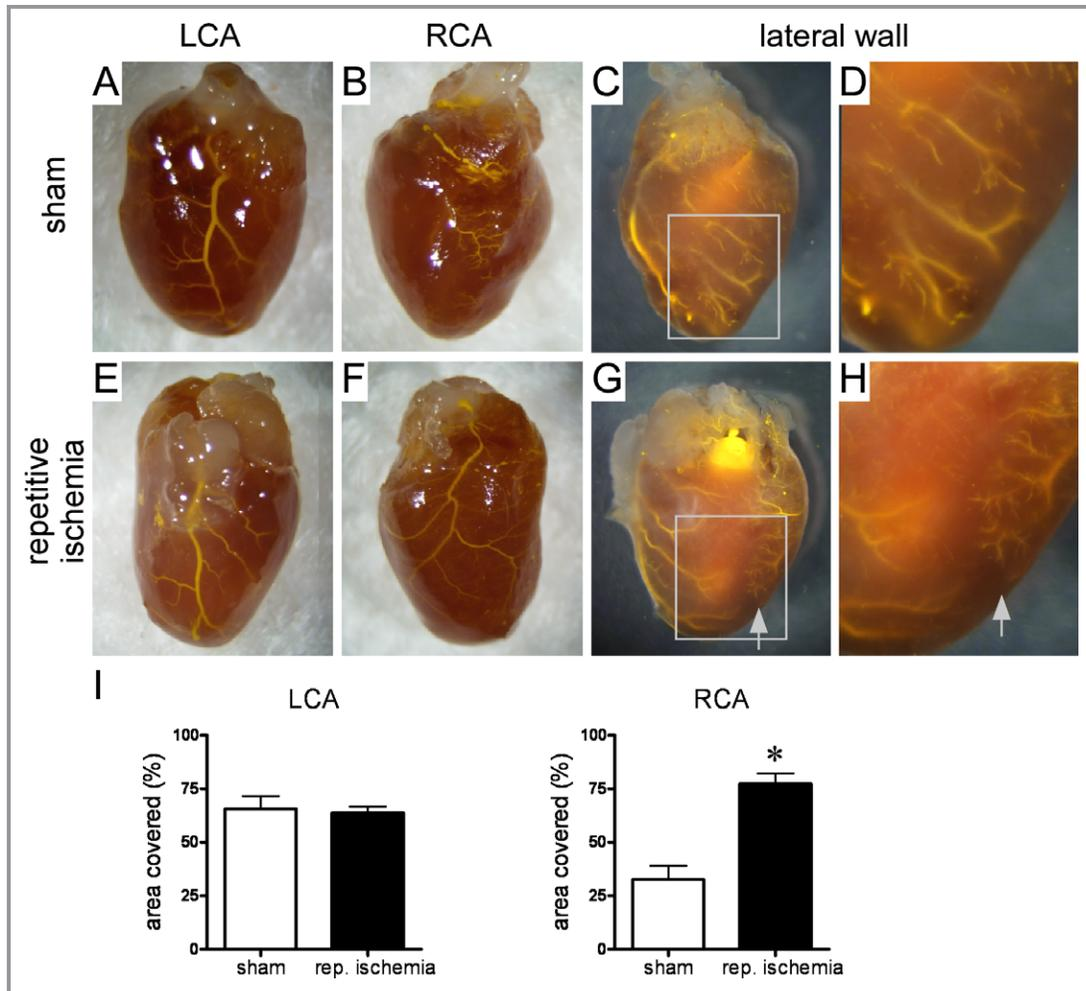 LCA RCA lateral wall
A B C D
sham
E F G H
repetitive
ischemia
I
LCA
100
75
50
25
0
area covered (%)
sham rep. ischemia
RCA
*
100
75
50
25
0
area covered (%)
sham rep. ischemia